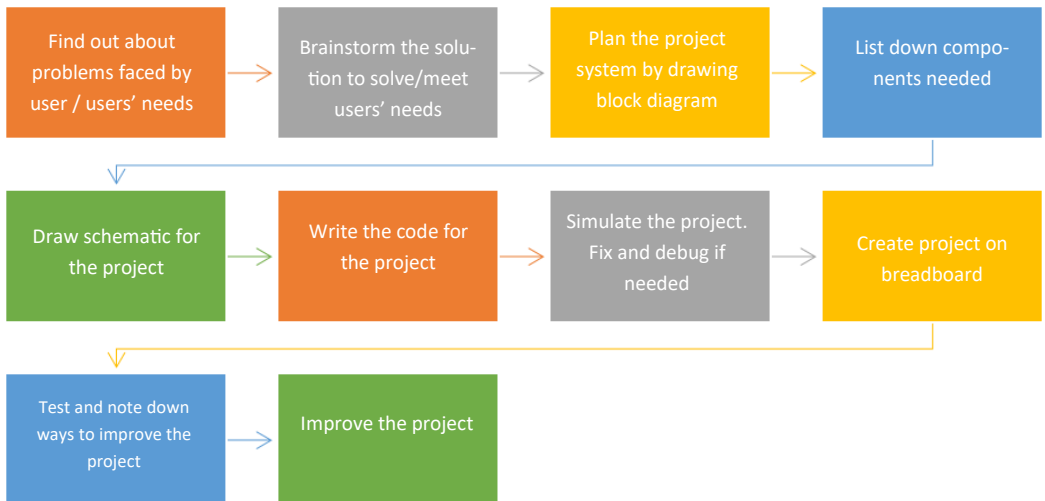 Find out about
problems faced by
user / users’ needs
Brainstorm the solu-
tion to solve/meet
users’ needs
Plan the project
system by drawing
block diagram
List down compo-
nents needed
Draw schematic for
the project
Write the code for
the project
Simulate the project.
Fix and debug if
needed
Create project on
breadboard
Test and note down
ways to improve the
project
Improve the project